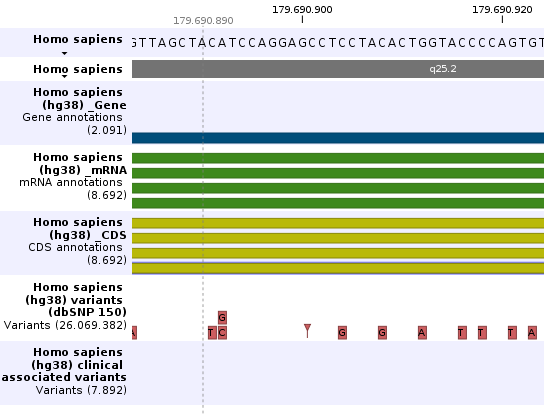 179.690.890
179.690.900
179.690.920
Homo sapiens
GTTAGCTACATCCAGGAGCCTCCTACACTGGTACCCCAGTGT
Homo sapiens
q25.2
Homo sapiens
(hg38) _Gene
Gene annotations
(2.091)
Homo sapiens
(hg38) _mRNA
mRNA annotations
(8.692)
Homo sapiens
(hg38) _CDS
CDS annotations
(8.692)
Homo sapiens
(hg38) variants
(dbSNP 150)
Variants (26.069.382)
G
A T C G G A T T T A
Homo sapiens
(hg38) clinical
associated variants
Variants (7.892)